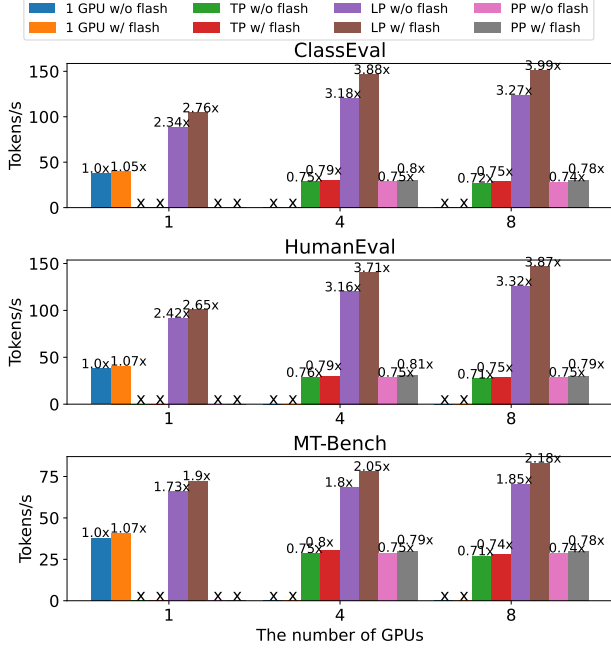 1 GPU w/o flash TP w/o flash LP w/o flash PP w/o flash
1 GPU w/ flash TP w/ flash LP w/ flash PP w/ flash
ClassEval
Tokens/s
150
100
50
0
1.0x 1.05x X X 2.34x 2.76x X X
X X 0.75x 0.79x 3.18x 3.88x 0.75x 0.8x
X X 0.72x 0.75x 3.27x 3.99x 0.74x 0.78x
1 4 8
HumanEval
Tokens/s
150
100
50
0
1.0x 1.07x X X 2.42x 2.65x X X
X X 0.76x 0.79x 3.16x 3.71x 0.75x 0.81x
X X 0.71x 0.75x 3.32x 3.87x 0.75x 0.79x
1 4 8
MT-Bench
Tokens/s
75
50
25
0
1.0x 1.07x X X 1.73x 1.9x X X
X X 0.75x 0.8x 1.8x 2.05x 0.75x 0.79x
X X 0.71x 0.74x 1.85x 2.18x 0.74x 0.78x
1 4 8
The number of GPUs